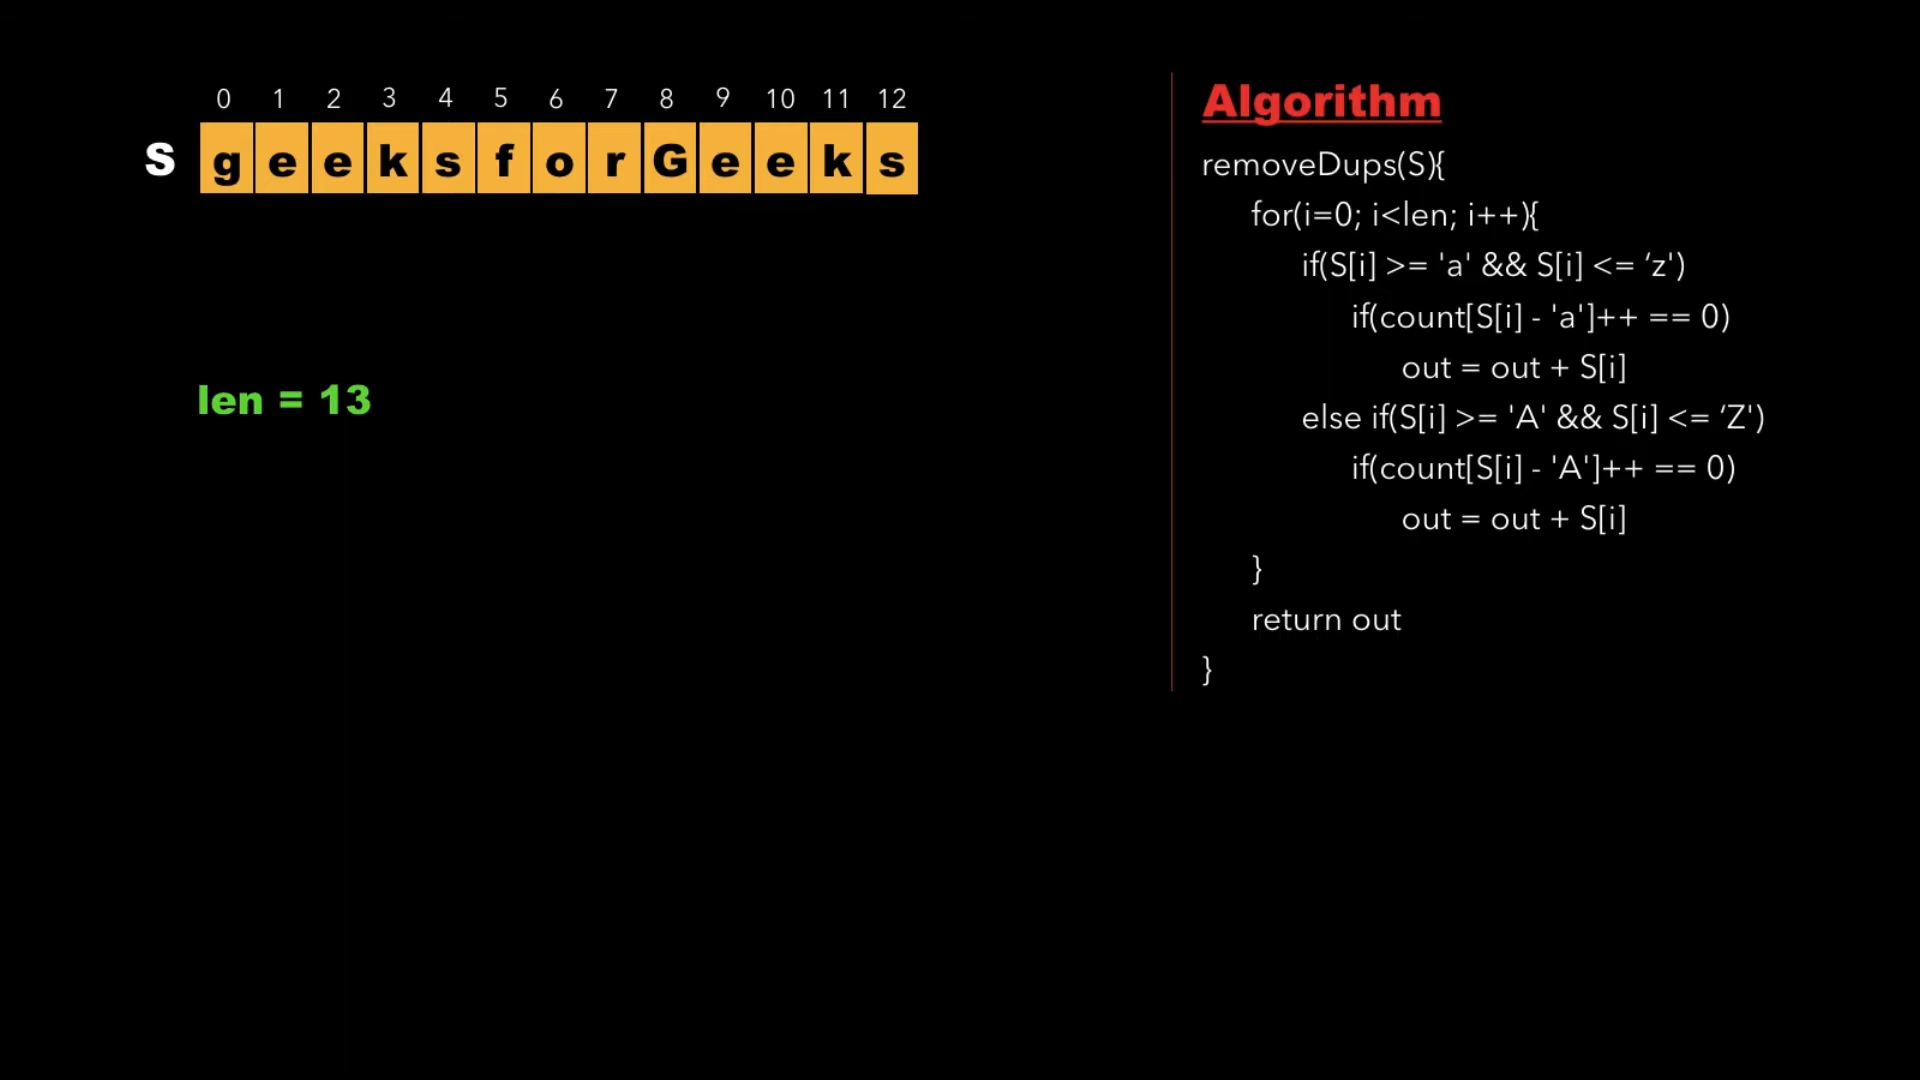 0 1 2 3 4 5 6 7 8 9 10 11 12
S g e e k s f o r G e e k s
len = 13
Algorithm
removeDups(S){
for(i=0; i<len; i++){
if(S[i] >= 'a' && S[i] <= ‘z')
if(count[S[i] - 'a']++ == 0)
out = out + S[i]
else if(S[i] >= 'A' && S[i] <= ‘Z')
if(count[S[i] - 'A']++ == 0)
out = out + S[i]
}
return out
}